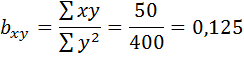 b_{xy} = \frac{\sum xy}{\sum y^2} = \frac{50}{400} = 0,125